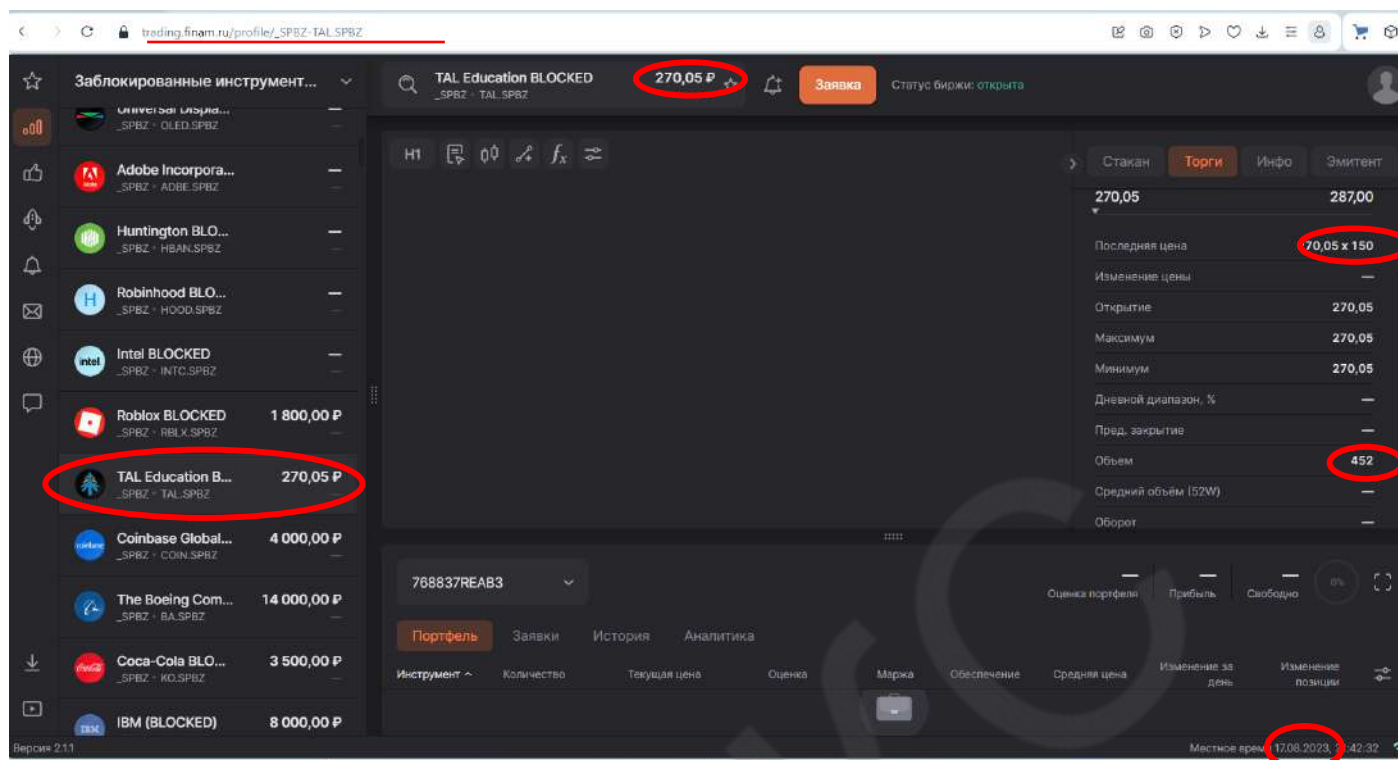 trading.finam.ru/profile/_SPBZ-TAL.SPBZ
Заблокированные инструмент...
TAL Education BLOCKED
_SPBZ · TAL.SPBZ
270,05 ₽
Заявка
Статус биржи: открыта
Universal Displa...
_SPBZ · OLED.SPBZ
—
Adobe Incorpora...
_SPBZ · ADBE.SPBZ
—
Huntington BLO...
_SPBZ · HBAN.SPBZ
—
Robinhood BLO...
_SPBZ · HOOD.SPBZ
—
Intel BLOCKED
_SPBZ · INTC.SPBZ
—
Roblox BLOCKED 1 800,00 ₽
_SPBZ · RBLX.SPBZ
TAL Education B... 270,05 ₽
_SPBZ · TAL.SPBZ
Coinbase Global... 4 000,00 ₽
_SPBZ · COIN.SPBZ
The Boeing Com... 14 000,00 ₽
_SPBZ · BA.SPBZ
Coca-Cola BLO... 3 500,00 ₽
_SPBZ · KO.SPBZ
IBM (BLOCKED) 8 000,00 ₽
H1
Стакан Торги Инфо Эмитент
270,05 287,00
Последняя цена 70,05 x 150
Изменение цены —
Открытие 270,05
Максимум 270,05
Минимум 270,05
Дневной диапазон, % —
Пред. закрытие —
Объем 452
Средний объём (52W) —
Оборот —
768837REAB3
Оценка портфеля Прибыль Свободно 0%
Портфель Заявки История Аналитика
Инструмент Количество Текущая цена Оценка Маржа Обеспечение Средняя цена Изменение за день Изменение позиции
Версия 2.1.1
Местное время 17.08.2023, :42:32